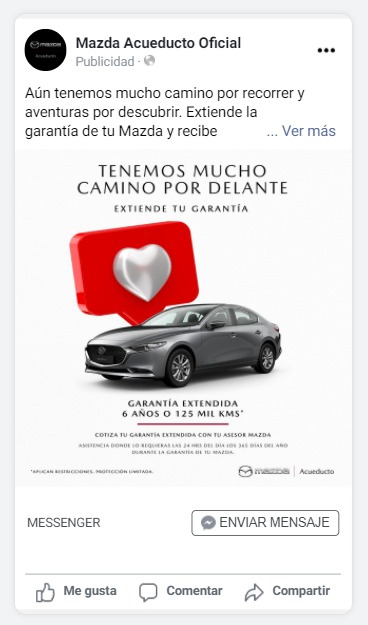 mazda
Acueducto
Mazda Acueducto Oficial
Publicidad ·
Aún tenemos mucho camino por recorrer y
aventuras por descubrir. Extiende la
garantía de tu Mazda y recibe ... Ver más
TENEMOS MUCHO
CAMINO POR DELANTE
EXTIENDE TU GARANTÍA
GARANTÍA EXTENDIDA
6 AÑOS O 125 MIL KMS*
COTIZA TU GARANTÍA EXTENDIDA CON TU ASESOR MAZDA
ASISTENCIA DONDE LO REQUIERAS LAS 24 HRS DEL DÍA LOS 365 DÍAS DEL AÑO
DURANTE LA GARANTÍA DE TU MAZDA.
*APLICAN RESTRICCIONES. PROTECCIÓN LIMITADA.
mazda | Acueducto
MESSENGER
ENVIAR MENSAJE
Me gusta Comentar Compartir